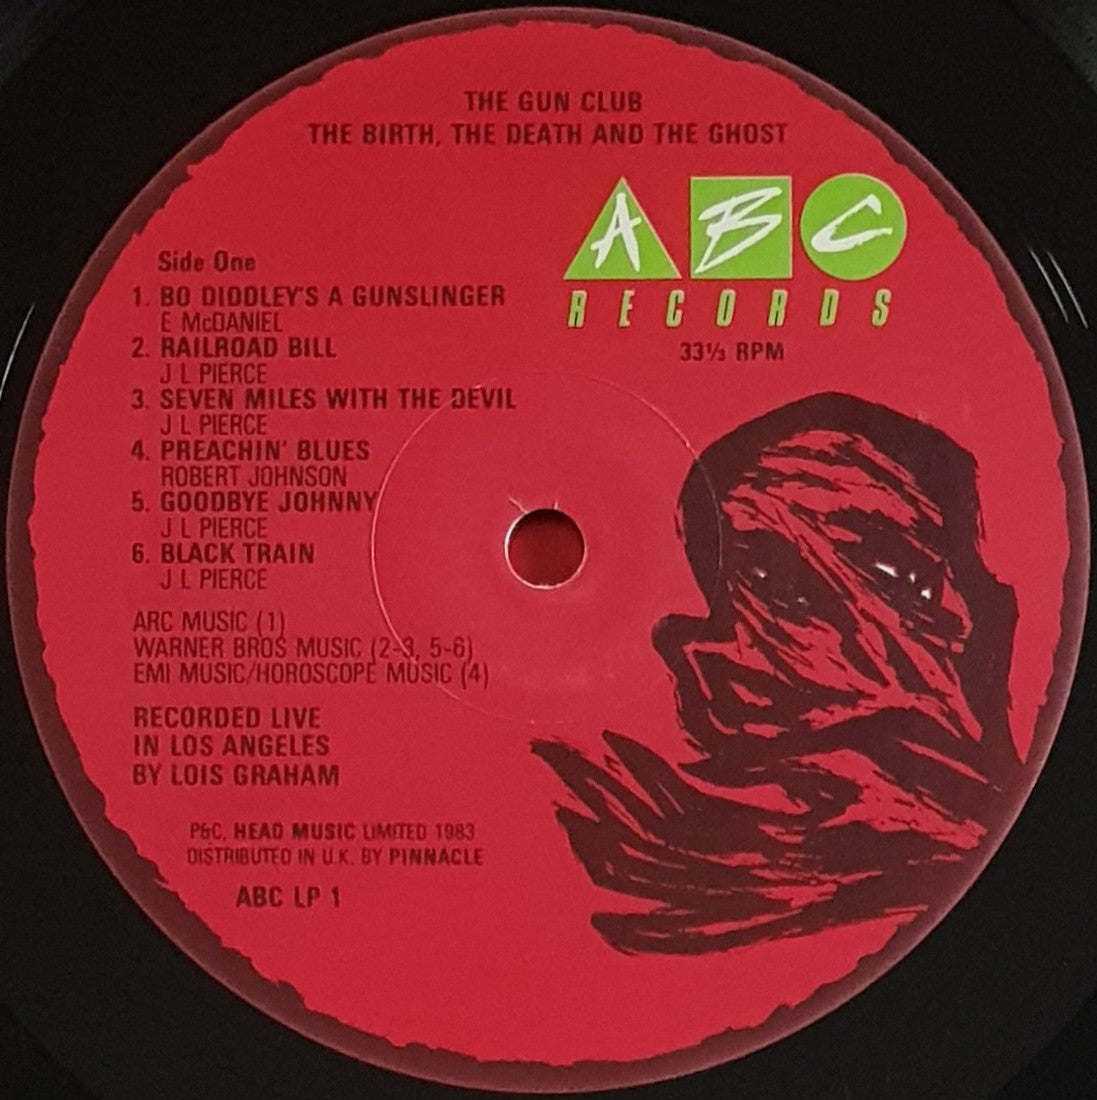 THE GUN CLUB
THE BIRTH, THE DEATH AND THE GHOST
A B C
RECORDS
33⅓ RPM
Side One
1. BO DIDDLEY'S A GUNSLINGER
E McDANIEL
2. RAILROAD BILL
J L PIERCE
3. SEVEN MILES WITH THE DEVIL
J L PIERCE
4. PREACHIN' BLUES
ROBERT JOHNSON
5. GOODBYE JOHNNY
J L PIERCE
6. BLACK TRAIN
J L PIERCE
ARC MUSIC (1)
WARNER BROS MUSIC (2-3, 5-6)
EMI MUSIC/HOROSCOPE MUSIC (4)
RECORDED LIVE
IN LOS ANGELES
BY LOIS GRAHAM
P&C, HEAD MUSIC LIMITED 1983
DISTRIBUTED IN U.K. BY PINNACLE
ABC LP 1